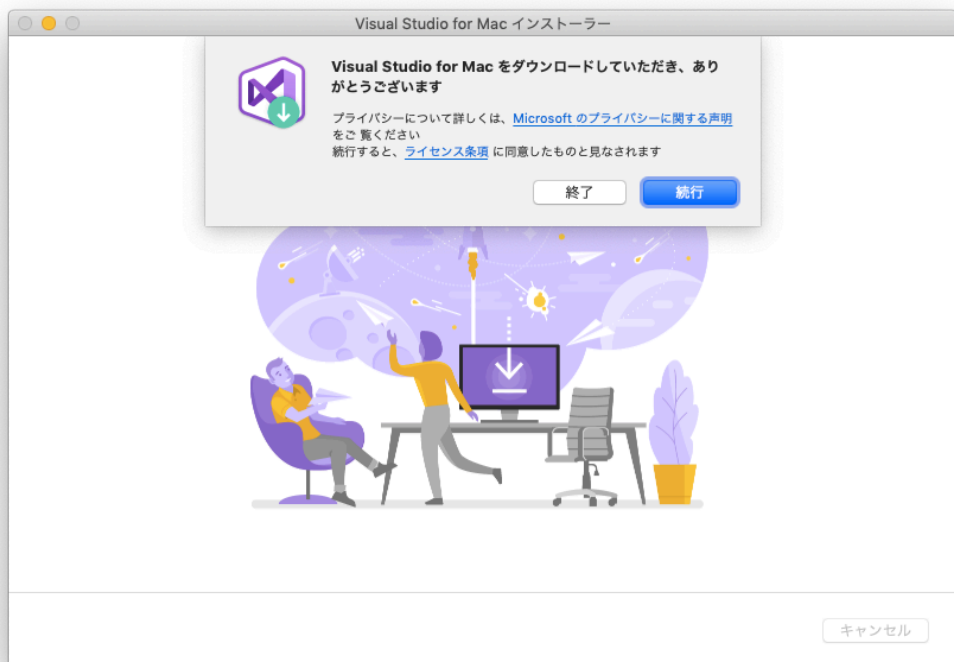 Visual Studio for Mac インストーラー
Visual Studio for Mac をダウンロードしていただき、あり
がとうございます
プライバシーについて詳しくは、Microsoft のプライバシーに関する声明
をご 覧ください
続行すると、ライセンス条項 に同意したものと見なされます
終了
続行
キャンセル